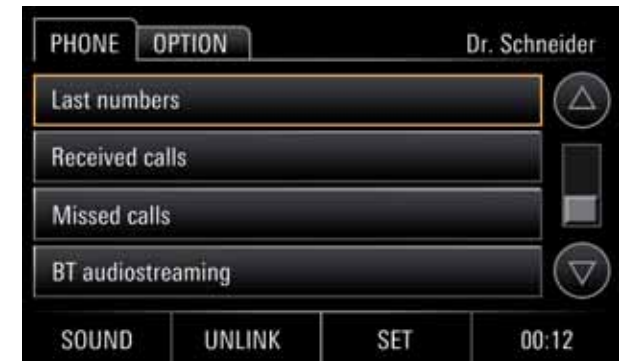 PHONE OPTION Dr. Schneider
Last numbers
Received calls
Missed calls
BT audiostreaming
SOUND UNLINK SET 00:12